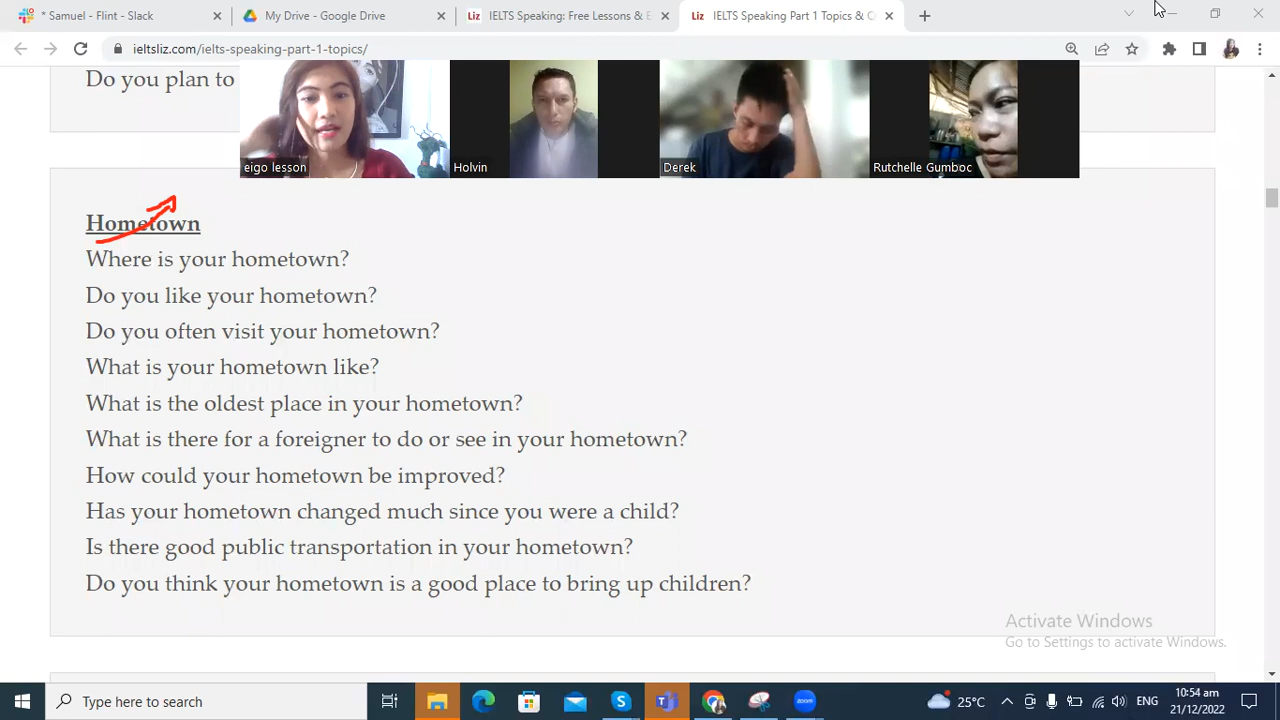 * Samuel - Flint - Slack
My Drive - Google Drive
Liz IELTS Speaking: Free Lessons & E
Liz IELTS Speaking Part 1 Topics & Q
ieltsliz.com/ielts-speaking-part-1-topics/
Do you plan to
eigo lesson
Holvin
Derek
Rutchelle Gumboc
Hometown
Where is your hometown?
Do you like your hometown?
Do you often visit your hometown?
What is your hometown like?
What is the oldest place in your hometown?
What is there for a foreigner to do or see in your hometown?
How could your hometown be improved?
Has your hometown changed much since you were a child?
Is there good public transportation in your hometown?
Do you think your hometown is a good place to bring up children?
Activate Windows
Go to Settings to activate Windows.
Type here to search
zoom
25°C
ENG
10:54 am
21/12/2022